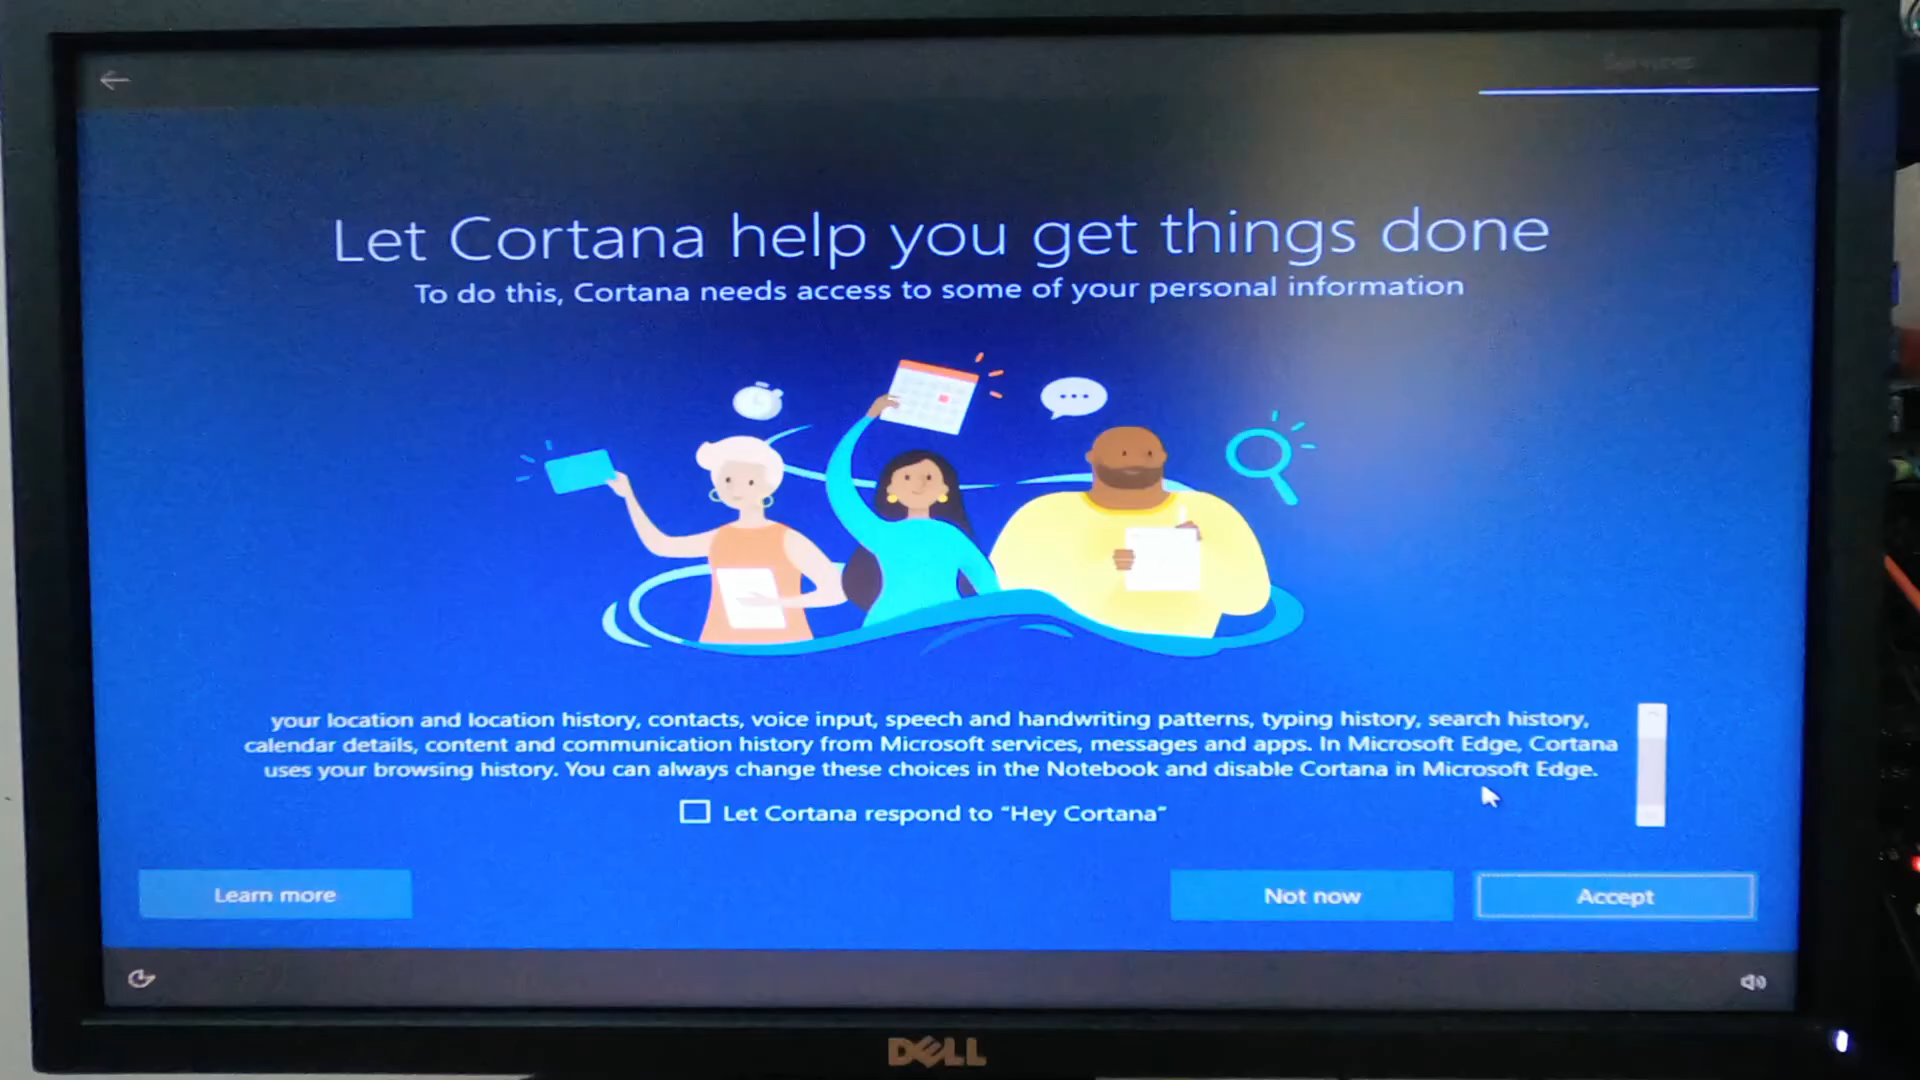 Services
Let Cortana help you get things done
To do this, Cortana needs access to some of your personal information
your location and location history, contacts, voice input, speech and handwriting patterns, typing history, search history,
calendar details, content and communication history from Microsoft services, messages and apps. In Microsoft Edge, Cortana
uses your browsing history. You can always change these choices in the Notebook and disable Cortana in Microsoft Edge.
Let Cortana respond to “Hey Cortana”
Learn more
Not now
Accept
DELL